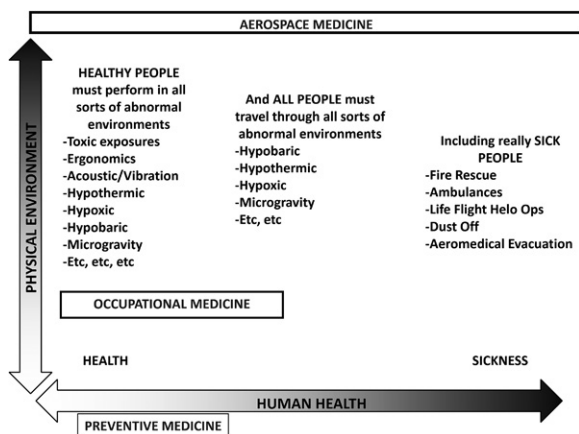 AEROSPACE MEDICINE
PHYSICAL ENVIRONMENT
HEALTHY PEOPLE
must perform in all
sorts of abnormal
environments
-Toxic exposures
-Ergonomics
-Acoustic/Vibration
-Hypothermic
-Hypoxic
-Hypobaric
-Microgravity
-Etc, etc, etc
And ALL PEOPLE must
travel through all sorts of
abnormal environments
-Hypobaric
-Hypothermic
-Hypoxic
-Microgravity
-Etc, etc
Including really SICK
PEOPLE
-Fire Rescue
-Ambulances
-Life Flight Helo Ops
-Dust Off
-Aeromedical Evacuation
OCCUPATIONAL MEDICINE
HEALTH
SICKNESS
HUMAN HEALTH
PREVENTIVE MEDICINE